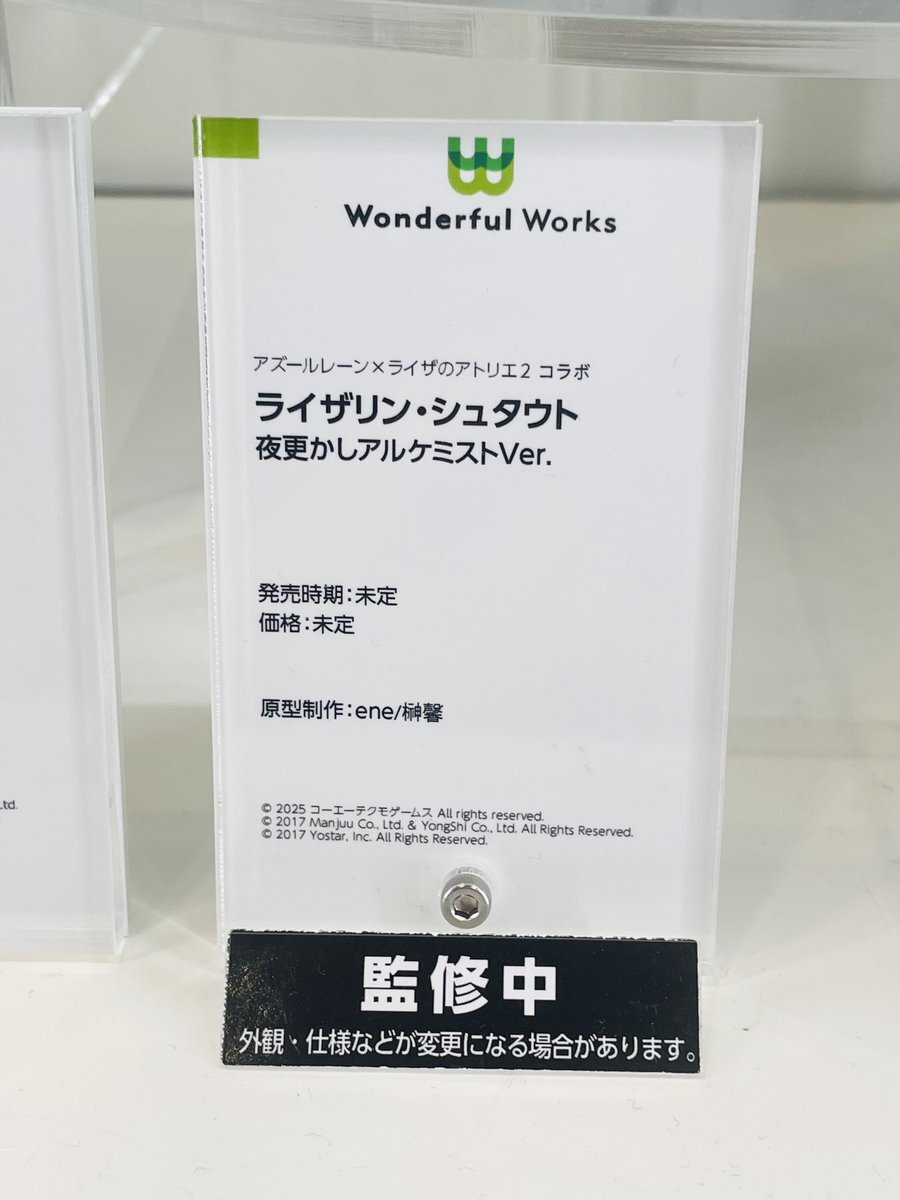 Wonderful Works
アズールレーン×ライザのアトリエ2 コラボ
ライザリン・シュタウト
夜更かしアルケミストVer.
発売時期：未定
価格：未定
原型制作：ene/榊馨
© 2025 コーエーテクモゲームス All rights reserved.
© 2017 Manjuu Co., Ltd. & YongShi Co., Ltd. All Rights Reserved.
© 2017 Yostar, Inc. All Rights Reserved.
Ltd.
監修中
外観・仕様などが変更になる場合があります。